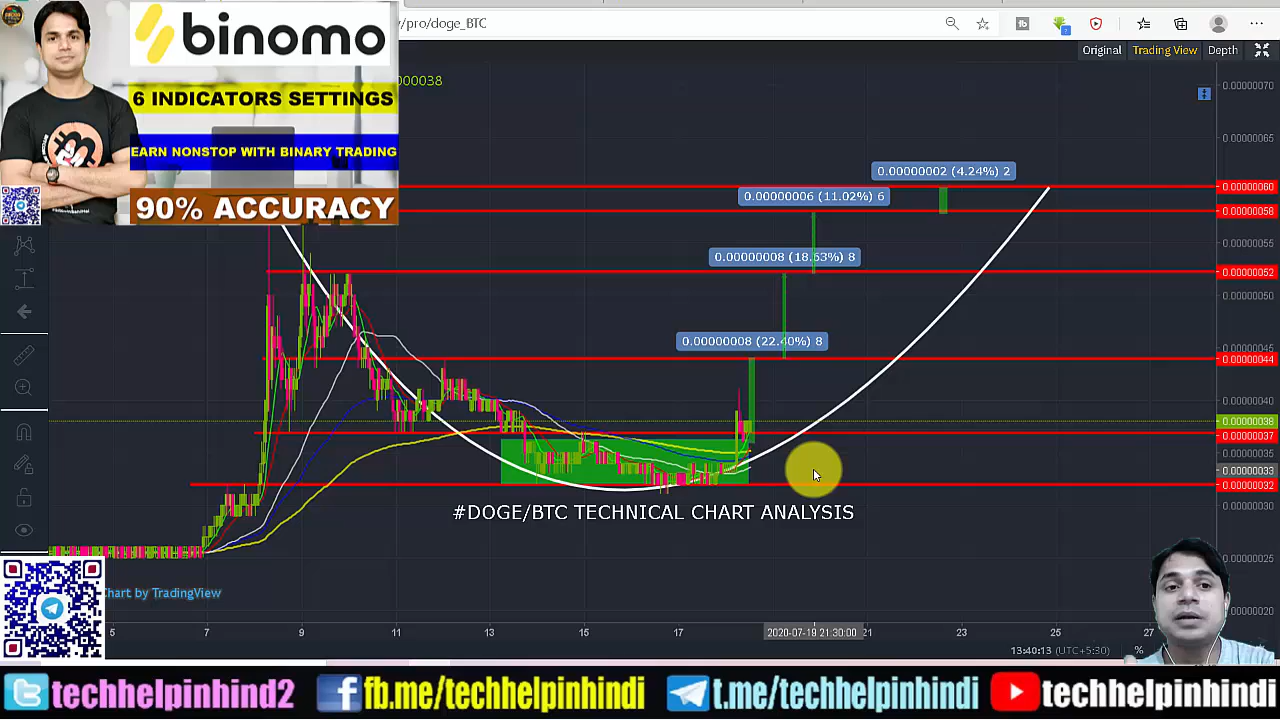 /pro/doge_BTC
binomo
6 INDICATORS SETTINGS
EARN NONSTOP WITH BINARY TRADING
90% ACCURACY
000038
Original Trading View Depth
0.00000070
0.00000065
0.00000060
0.00000058
0.00000055
0.00000052
0.00000050
0.00000045
0.00000044
0.00000040
0.00000038
0.00000037
0.00000035
0.00000033
0.00000032
0.00000030
0.00000025
0.00000020
0.00000002 (4.24%) 2
0.00000006 (11.02%) 6
0.00000008 (18.63%) 8
0.00000008 (22.40%) 8
#DOGE/BTC TECHNICAL CHART ANALYSIS
hart by TradingView
5 7 9 11 13 15 17 2020-07-19 21:30:00 21 23 25 27
13:40:13 (UTC+5:30) %
techhelpinhind2 fb.me/techhelpinhindi t.me/techhelpinhindi techhelpinhindi